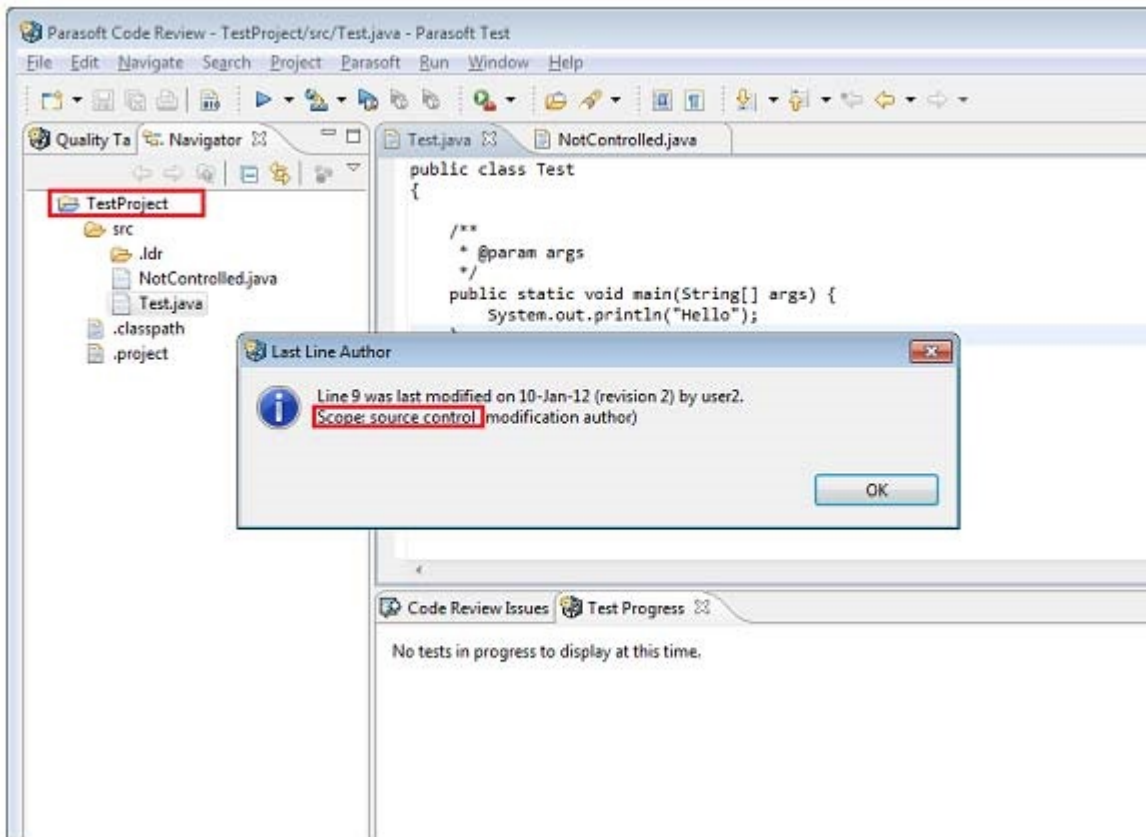 Parasoft Code Review - TestProject/src/Test.java - Parasoft Test
File Edit Navigate Search Project Parasoft Run Window Help
Quality Ta Navigator
TestProject
src
.ldr
NotControlled.java
Test.java
.classpath
.project
Test.java NotControlled.java
public class Test
{
/**
* @param args
*/
public static void main(String[] args) {
System.out.println("Hello");
Last Line Author
Line 9 was last modified on 10-Jan-12 (revision 2) by user2.
Scope: source control (modification author)
OK
Code Review Issues Test Progress
No tests in progress to display at this time.